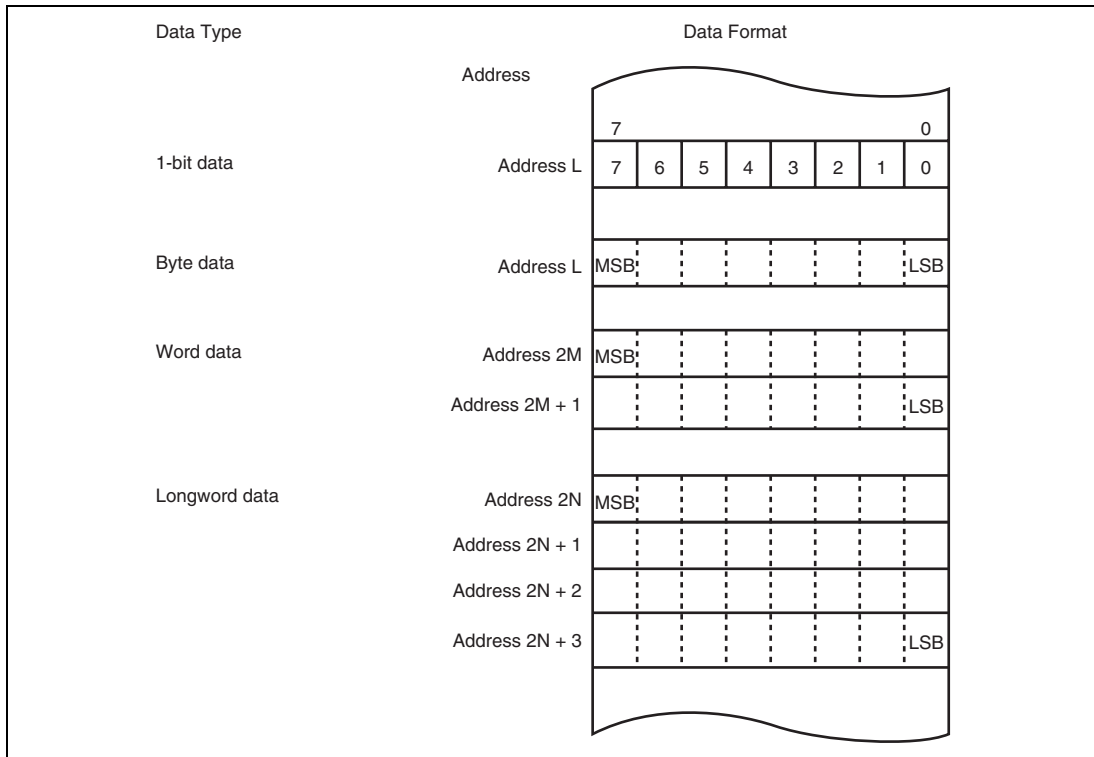 Data Type Data Format
Address
7 0
1-bit data Address L 7 6 5 4 3 2 1 0
Byte data Address L MSB LSB
Word data Address 2M MSB
Address 2M + 1 LSB
Longword data Address 2N MSB
Address 2N + 1
Address 2N + 2
Address 2N + 3 LSB